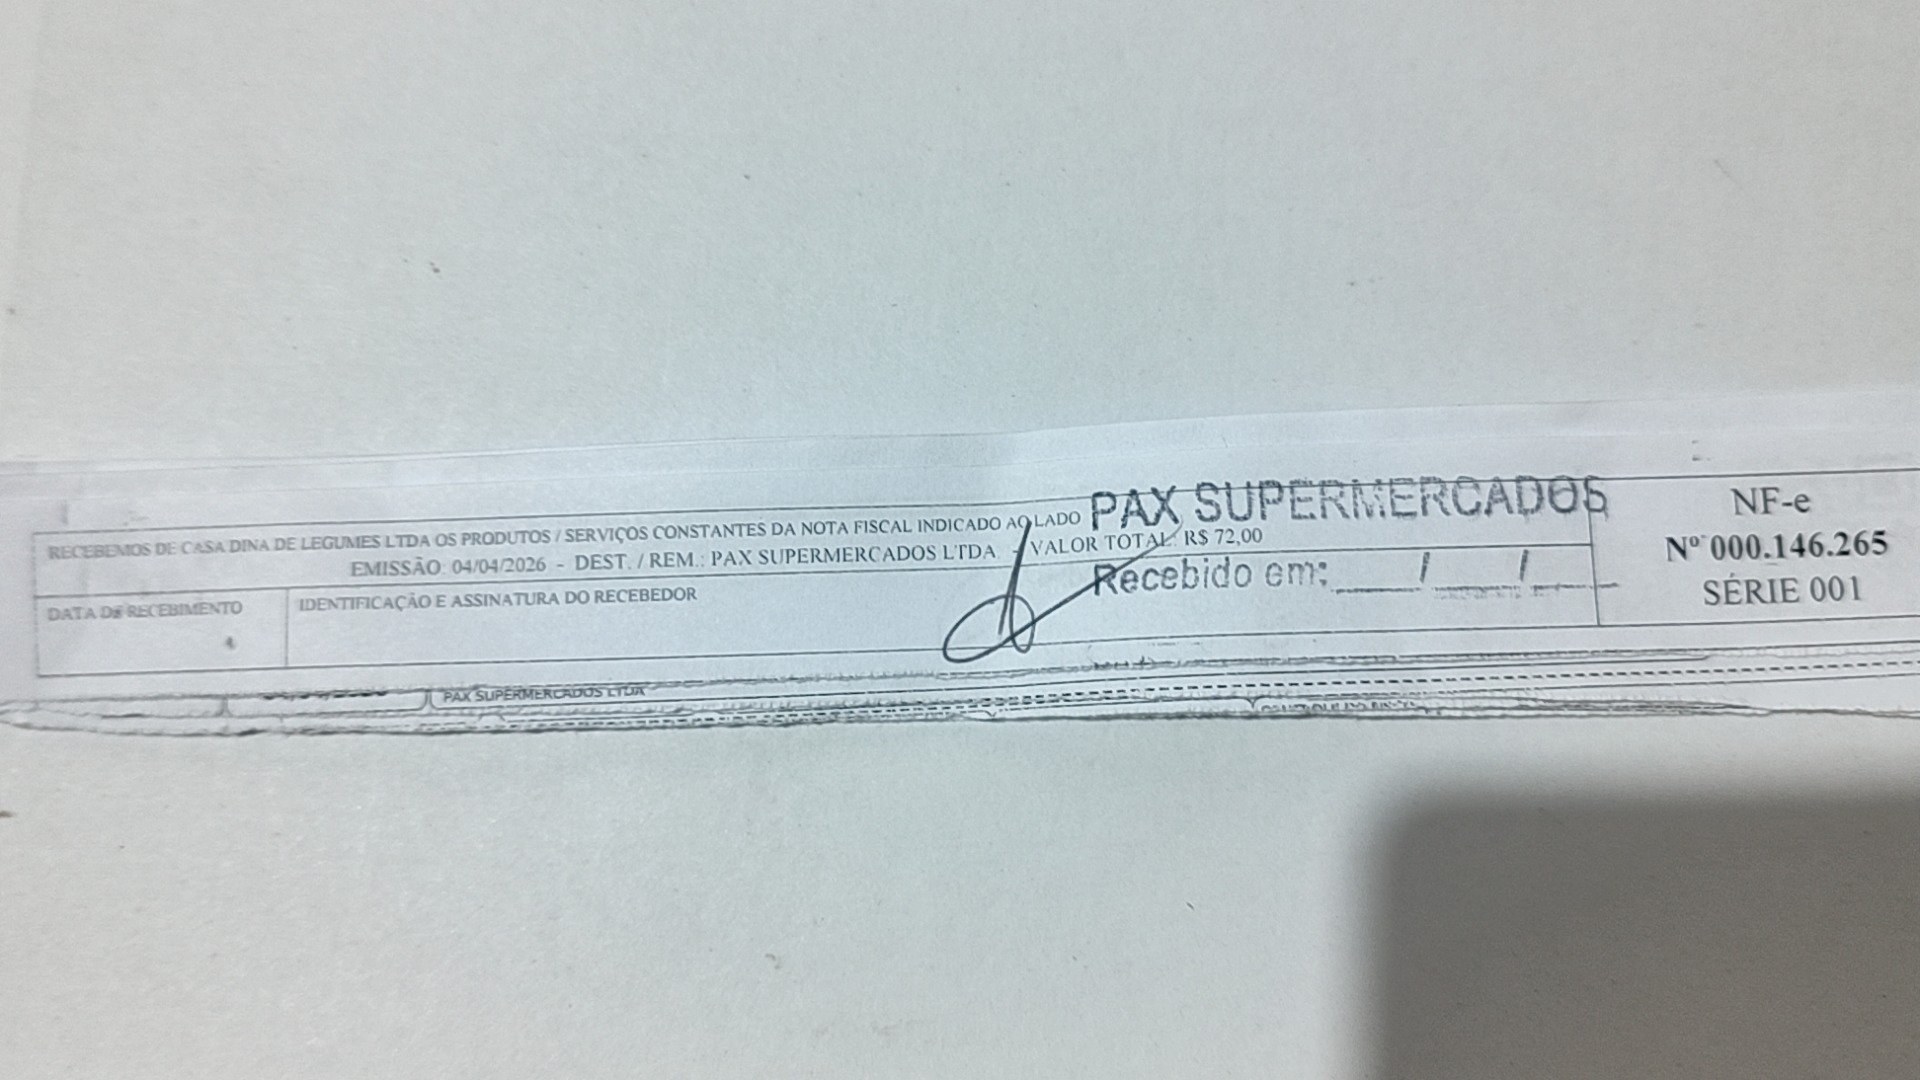 RECEBEMOS DE CASA DINA DE LEGUMES LTDA OS PRODUTOS / SERVIÇOS CONSTANTES DA NOTA FISCAL INDICADO AO LADO
EMISSÃO: 04/04/2026 - DEST. / REM.: PAX SUPERMERCADOS LTDA - VALOR TOTAL: R$ 72,00
PAX SUPERMERCADOS
Recebido em: / /
DATA DE RECEBIMENTO
IDENTIFICAÇÃO E ASSINATURA DO RECEBEDOR
NF-e
Nº 000.146.265
SÉRIE 001
PAX SUPERMERCADOS LTDA